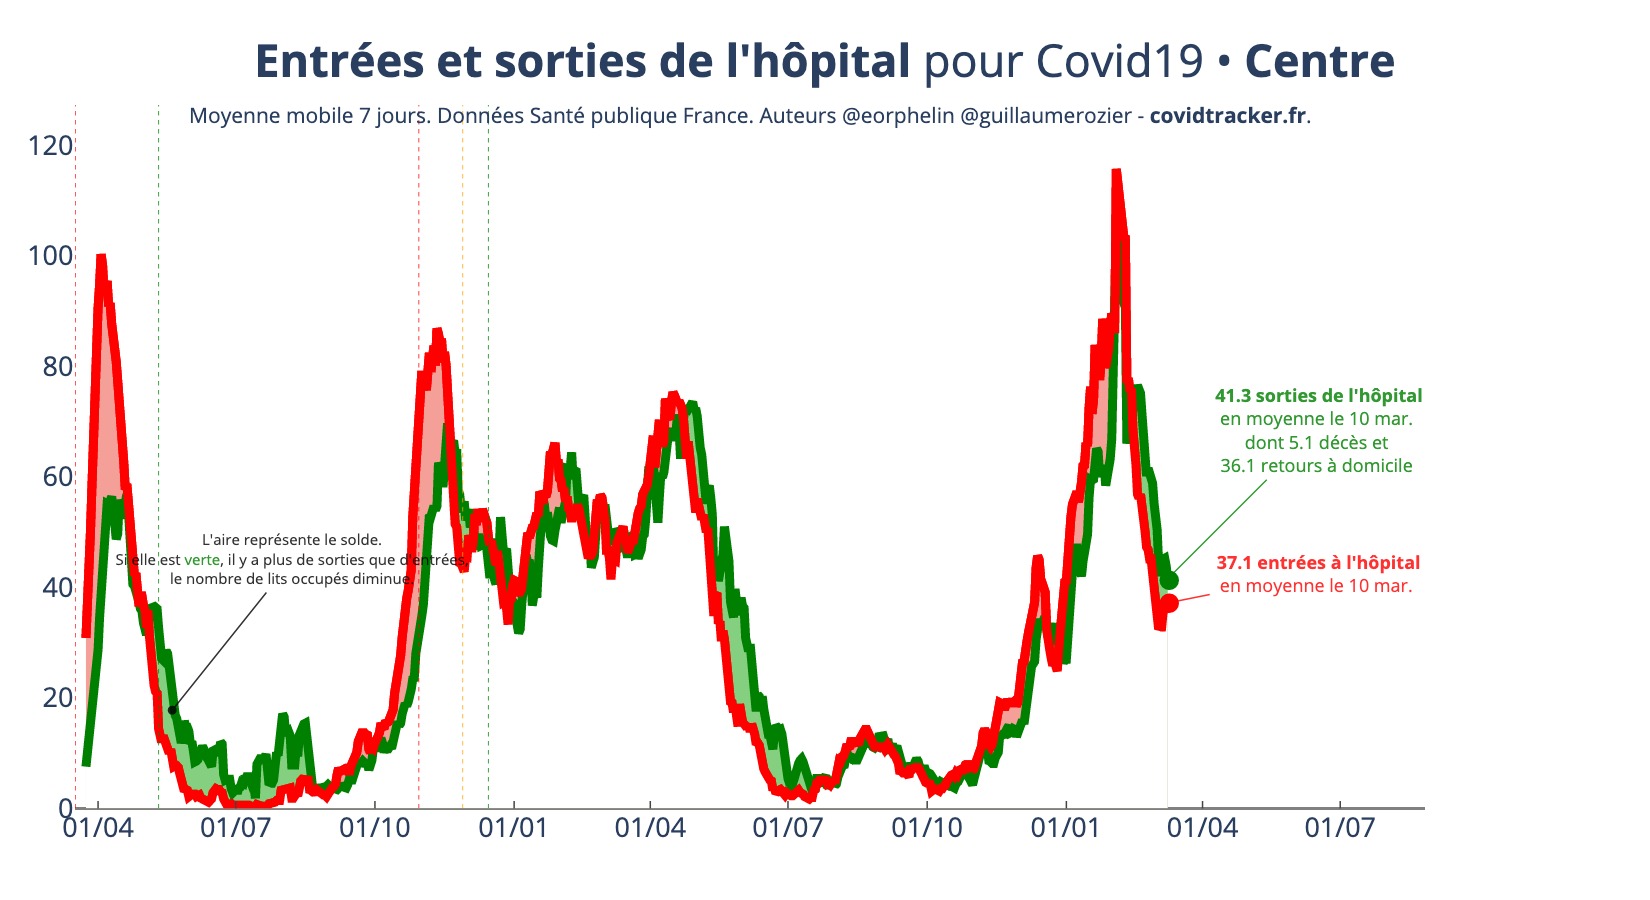 Entrées et sorties de l'hôpital pour Covid19 • Centre
Moyenne mobile 7 jours. Données Santé publique France. Auteurs @eorphelin @guillaumerozier - covidtracker.fr.
120
100
80
60
40
20
0
L'aire représente le solde.
Si elle est verte, il y a plus de sorties que d'entrées,
le nombre de lits occupés diminue.
41.3 sorties de l'hôpital
en moyenne le 10 mar.
dont 5.1 décès et
36.1 retours à domicile
37.1 entrées à l'hôpital
en moyenne le 10 mar.
01/04 01/07 01/10 01/01 01/04 01/07 01/10 01/01 01/04 01/07